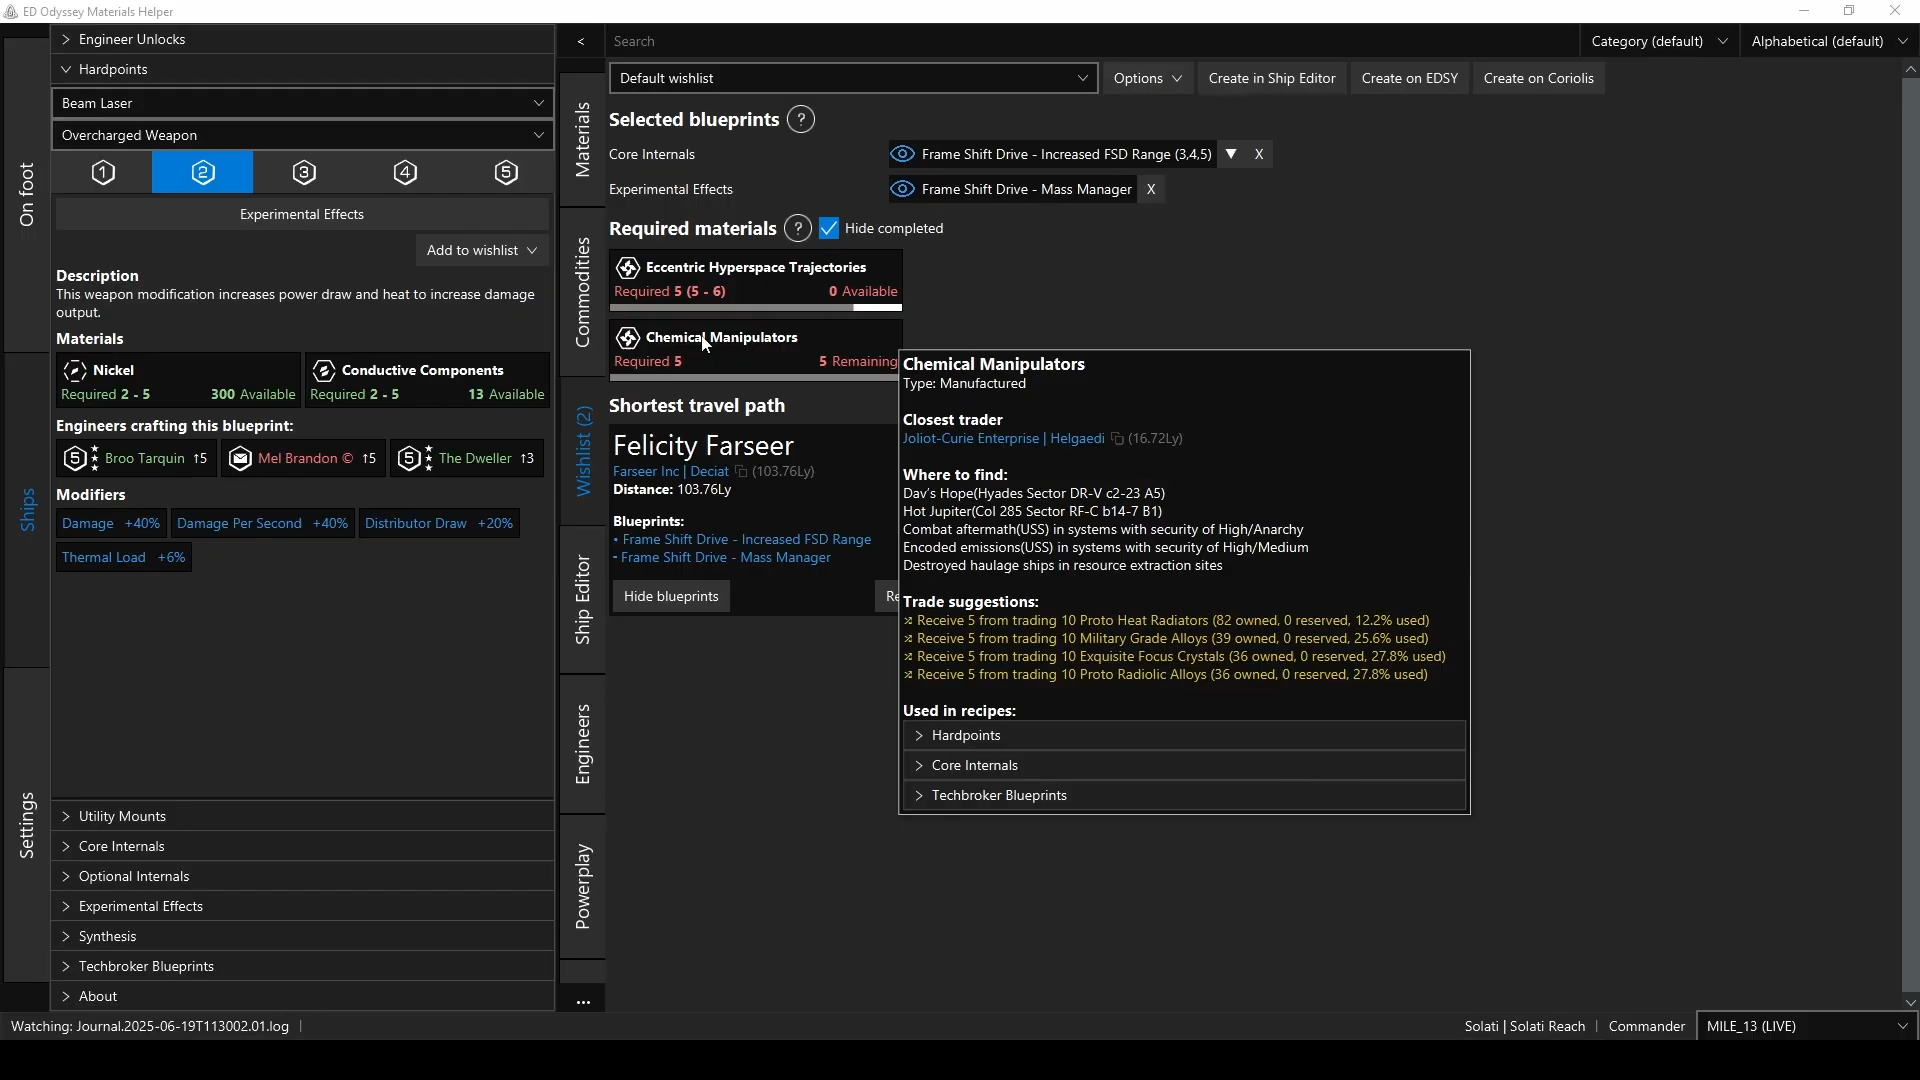 ED Odyssey Materials Helper
On foot
Ships
Settings
Engineer Unlocks
Hardpoints
Beam Laser
Overcharged Weapon
1 2 3 4 5
Experimental Effects
Add to wishlist
Description
This weapon modification increases power draw and heat to increase damage
output.
Materials
Nickel
Required 2 - 5 300 Available
Conductive Components
Required 2 - 5 13 Available
Engineers crafting this blueprint:
5 Broo Tarquin ↑5
Mel Brandon © ↑5
5 The Dweller ↑3
Modifiers
Damage +40%
Damage Per Second +40%
Distributor Draw +20%
Thermal Load +6%
Utility Mounts
Core Internals
Optional Internals
Experimental Effects
Synthesis
Techbroker Blueprints
About
<
Materials
Commodities
Wishlist (2)
Ship Editor
Engineers
Powerplay
...
Search
Category (default)
Alphabetical (default)
Default wishlist
Options
Create in Ship Editor
Create on EDSY
Create on Coriolis
Selected blueprints ?
Core Internals
Frame Shift Drive - Increased FSD Range (3,4,5) ▼ X
Experimental Effects
Frame Shift Drive - Mass Manager X
Required materials ? Hide completed
Eccentric Hyperspace Trajectories
Required 5 (5 - 6) 0 Available
Chemical Manipulators
Required 5 5 Remaining
Shortest travel path
Felicity Farseer
Farseer Inc | Deciat (103.76Ly)
Distance: 103.76Ly
Blueprints:
• Frame Shift Drive - Increased FSD Range
- Frame Shift Drive - Mass Manager
Hide blueprints
Re
Chemical Manipulators
Type: Manufactured
Closest trader
Joliot-Curie Enterprise | Helgaedi (16.72Ly)
Where to find:
Dav's Hope(Hyades Sector DR-V c2-23 A5)
Hot Jupiter(Col 285 Sector RF-C b14-7 B1)
Combat aftermath(USS) in systems with security of High/Anarchy
Encoded emissions(USS) in systems with security of High/Medium
Destroyed haulage ships in resource extraction sites
Trade suggestions:
Receive 5 from trading 10 Proto Heat Radiators (82 owned, 0 reserved, 12.2% used)
Receive 5 from trading 10 Military Grade Alloys (39 owned, 0 reserved, 25.6% used)
Receive 5 from trading 10 Exquisite Focus Crystals (36 owned, 0 reserved, 27.8% used)
Receive 5 from trading 10 Proto Radiolic Alloys (36 owned, 0 reserved, 27.8% used)
Used in recipes:
Hardpoints
Core Internals
Techbroker Blueprints
Watching: Journal.2025-06-19T113002.01.log |
Solati | Solati Reach | Commander
MILE_13 (LIVE)